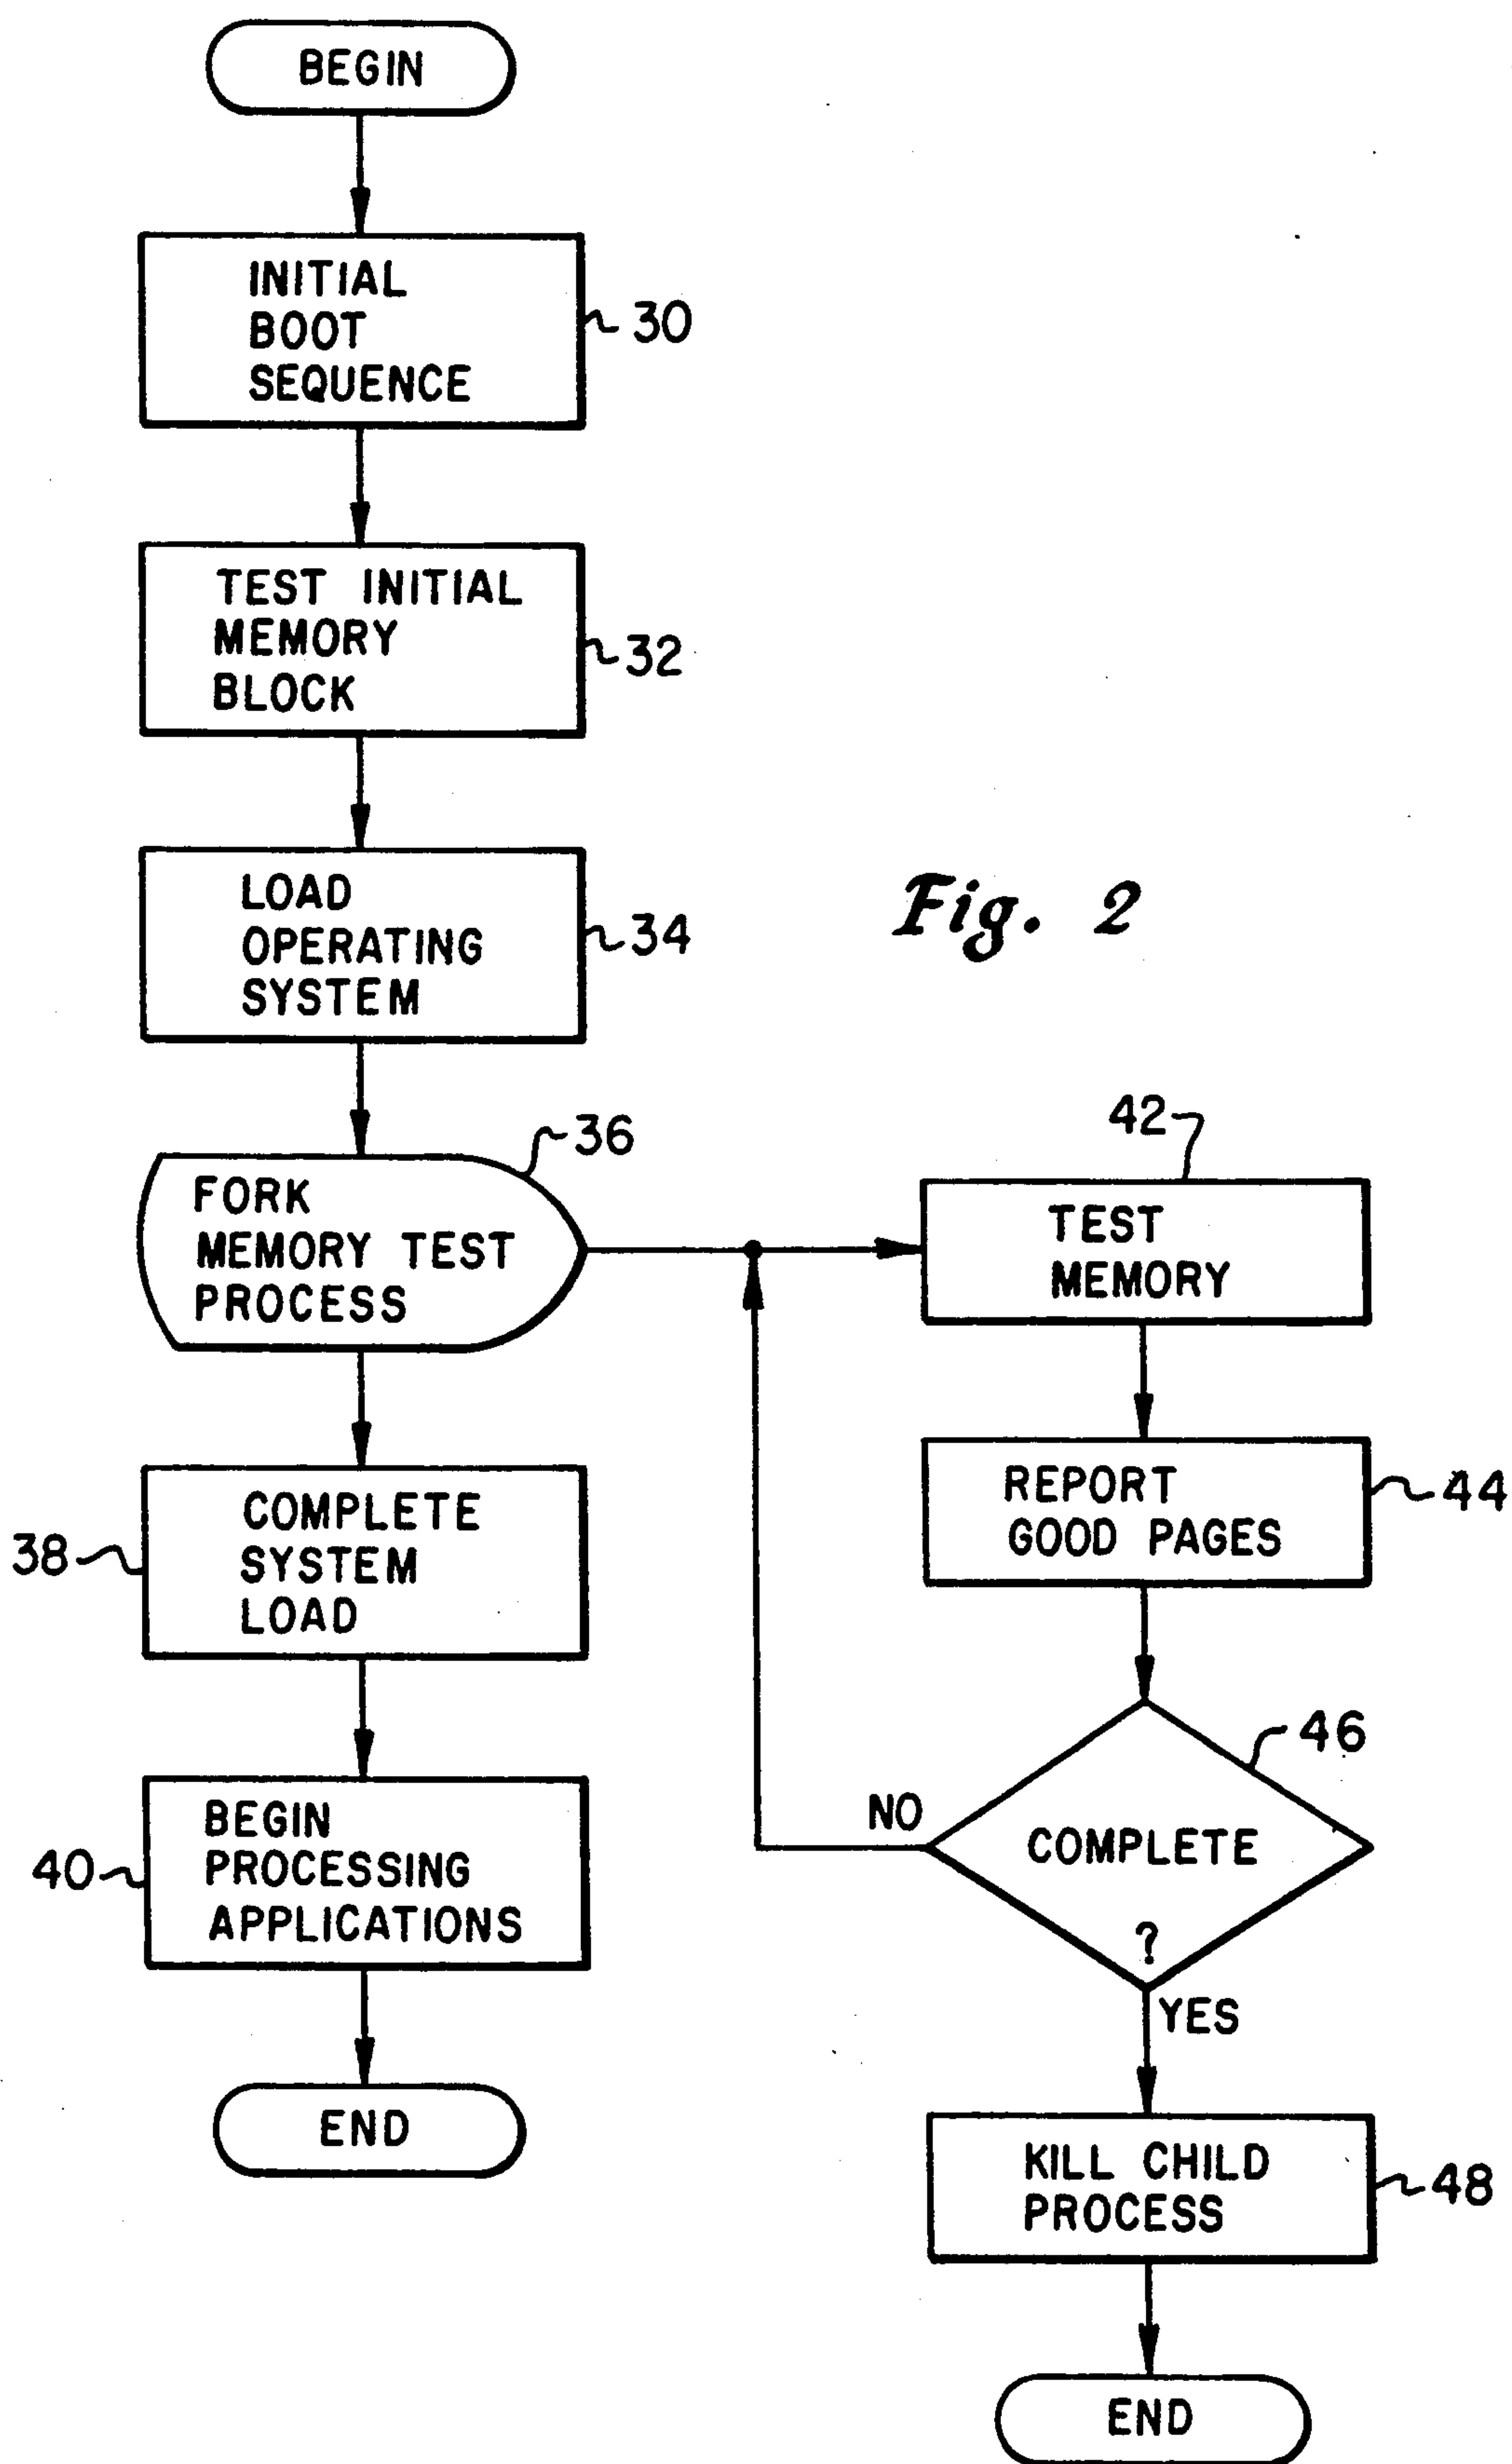 BEGIN
INITIAL
BOOT
SEQUENCE
30
TEST INITIAL
MEMORY
BLOCK
32
LOAD
OPERATING
SYSTEM
34
Fig. 2
36
FORK
MEMORY TEST
PROCESS
38
COMPLETE
SYSTEM
LOAD
40
BEGIN
PROCESSING
APPLICATIONS
END
42
TEST
MEMORY
REPORT
GOOD PAGES
44
46
COMPLETE
?
NO
YES
KILL CHILD
PROCESS
48
END